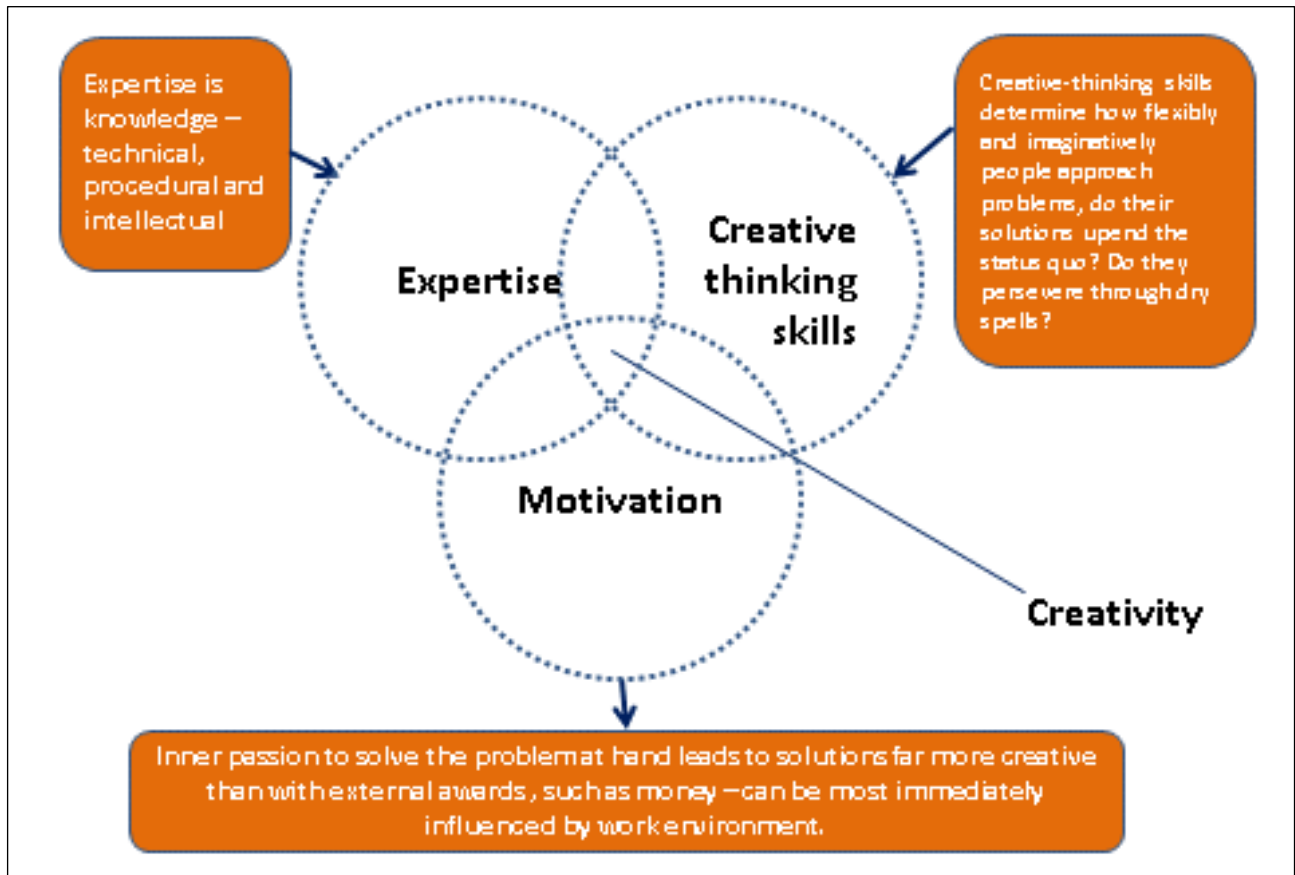 Expertise is
knowledge –
technical,
procedural and
intellectual
Creative-thinking skills
determine how flexibly
and imaginatively
people approach
problems, do their
solutions upend the
status quo? Do they
persevere through dry
spells?
Expertise
Creative
thinking
skills
Motivation
Creativity
Inner passion to solve the problem at hand leads to solutions far more creative
than with external awards, such as money – can be most immediately
influenced by work environment.